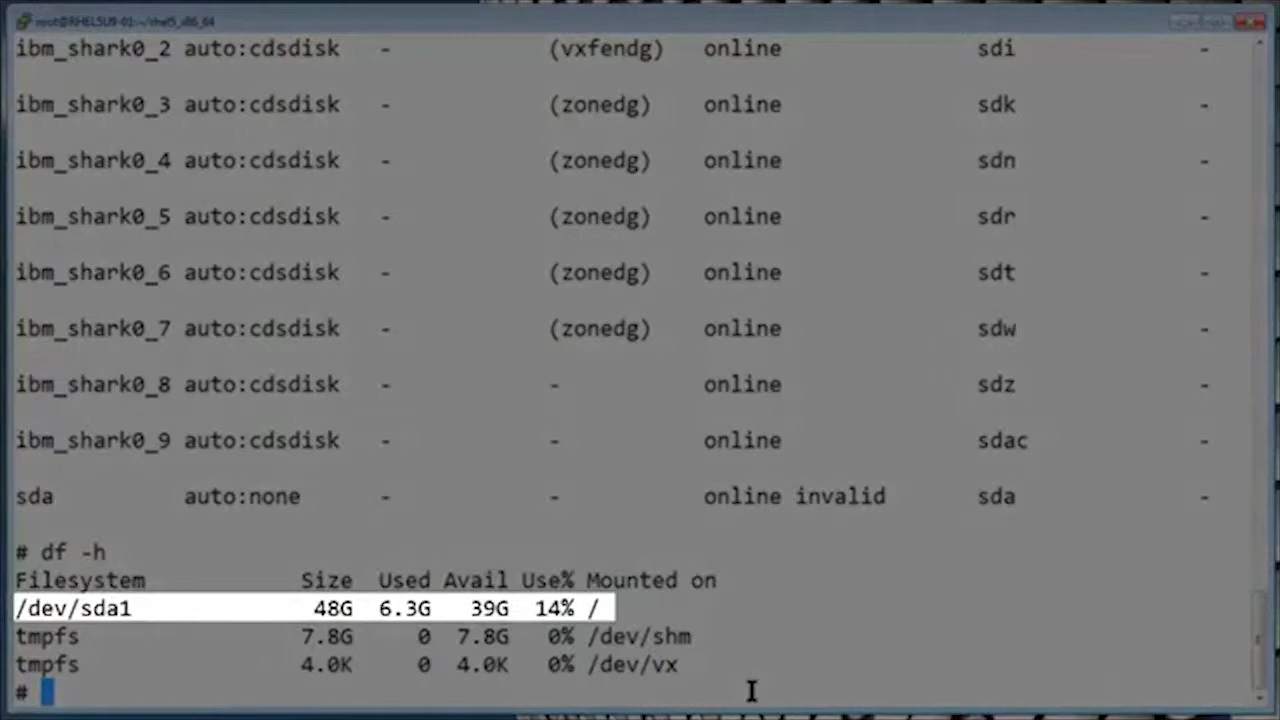 root@RHELSU9-01:~/rhel5_x86_64
ibm_shark0_2 auto:cdsdisk - (vxfendg) online sdi -
ibm_shark0_3 auto:cdsdisk - (zonedg) online sdk -
ibm_shark0_4 auto:cdsdisk - (zonedg) online sdn -
ibm_shark0_5 auto:cdsdisk - (zonedg) online sdr -
ibm_shark0_6 auto:cdsdisk - (zonedg) online sdt -
ibm_shark0_7 auto:cdsdisk - (zonedg) online sdw -
ibm_shark0_8 auto:cdsdisk - - online sdz -
ibm_shark0_9 auto:cdsdisk - - online sdac -
sda auto:none - - online invalid sda -
# df -h
Filesystem Size Used Avail Use% Mounted on
/dev/sda1 48G 6.3G 39G 14% /
tmpfs 7.8G 0 7.8G 0% /dev/shm
tmpfs 4.0K 0 4.0K 0% /dev/vx
#